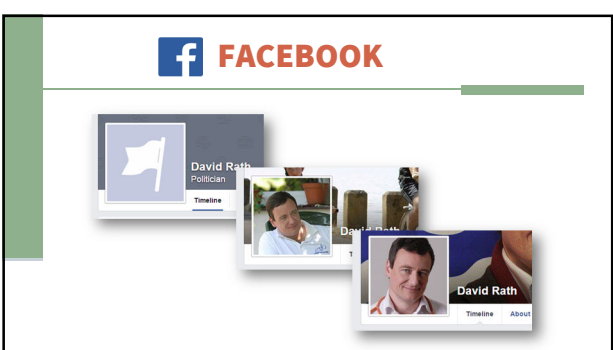 FACEBOOK
David Rath
Politician
Timeline
David Rath
David Rath
Timeline About